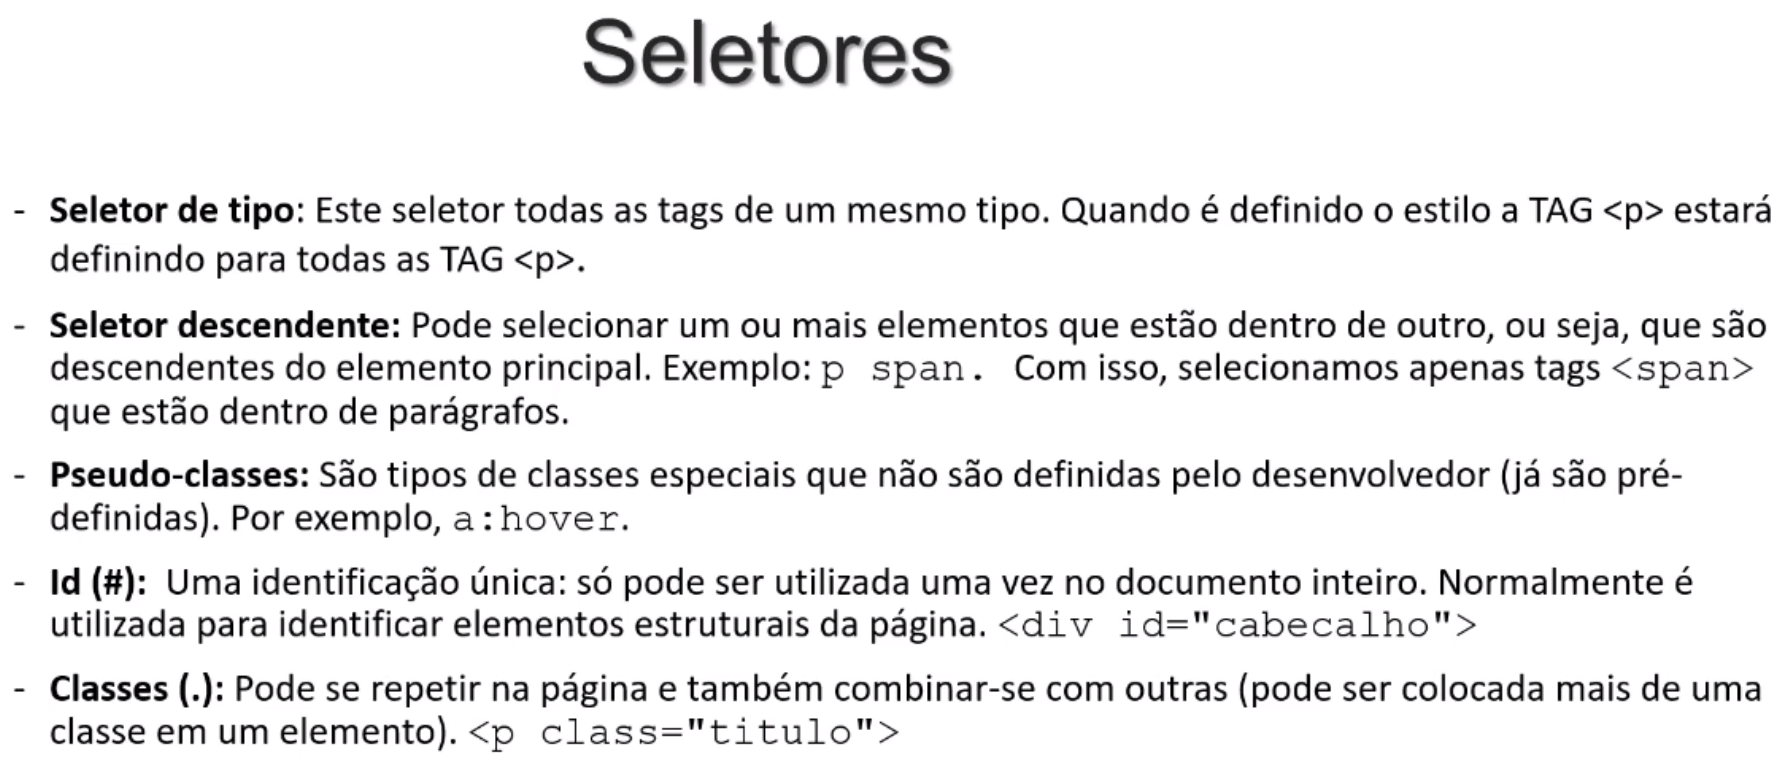 Seletores
- Seletor de tipo: Este seletor todas as tags de um mesmo tipo. Quando é definido o estilo a TAG <p> estará
definindo para todas as TAG <p>.
- Seletor descendente: Pode selecionar um ou mais elementos que estão dentro de outro, ou seja, que são
descendentes do elemento principal. Exemplo: p span. Com isso, selecionamos apenas tags <span>
que estão dentro de parágrafos.
- Pseudo-classes: São tipos de classes especiais que não são definidas pelo desenvolvedor (já são pré-
definidas). Por exemplo, a:hover.
- Id (#): Uma identificação única: só pode ser utilizada uma vez no documento inteiro. Normalmente é
utilizada para identificar elementos estruturais da página. <div id="cabecalho">
- Classes (.): Pode se repetir na página e também combinar-se com outras (pode ser colocada mais de uma
classe em um elemento). <p class="titulo">